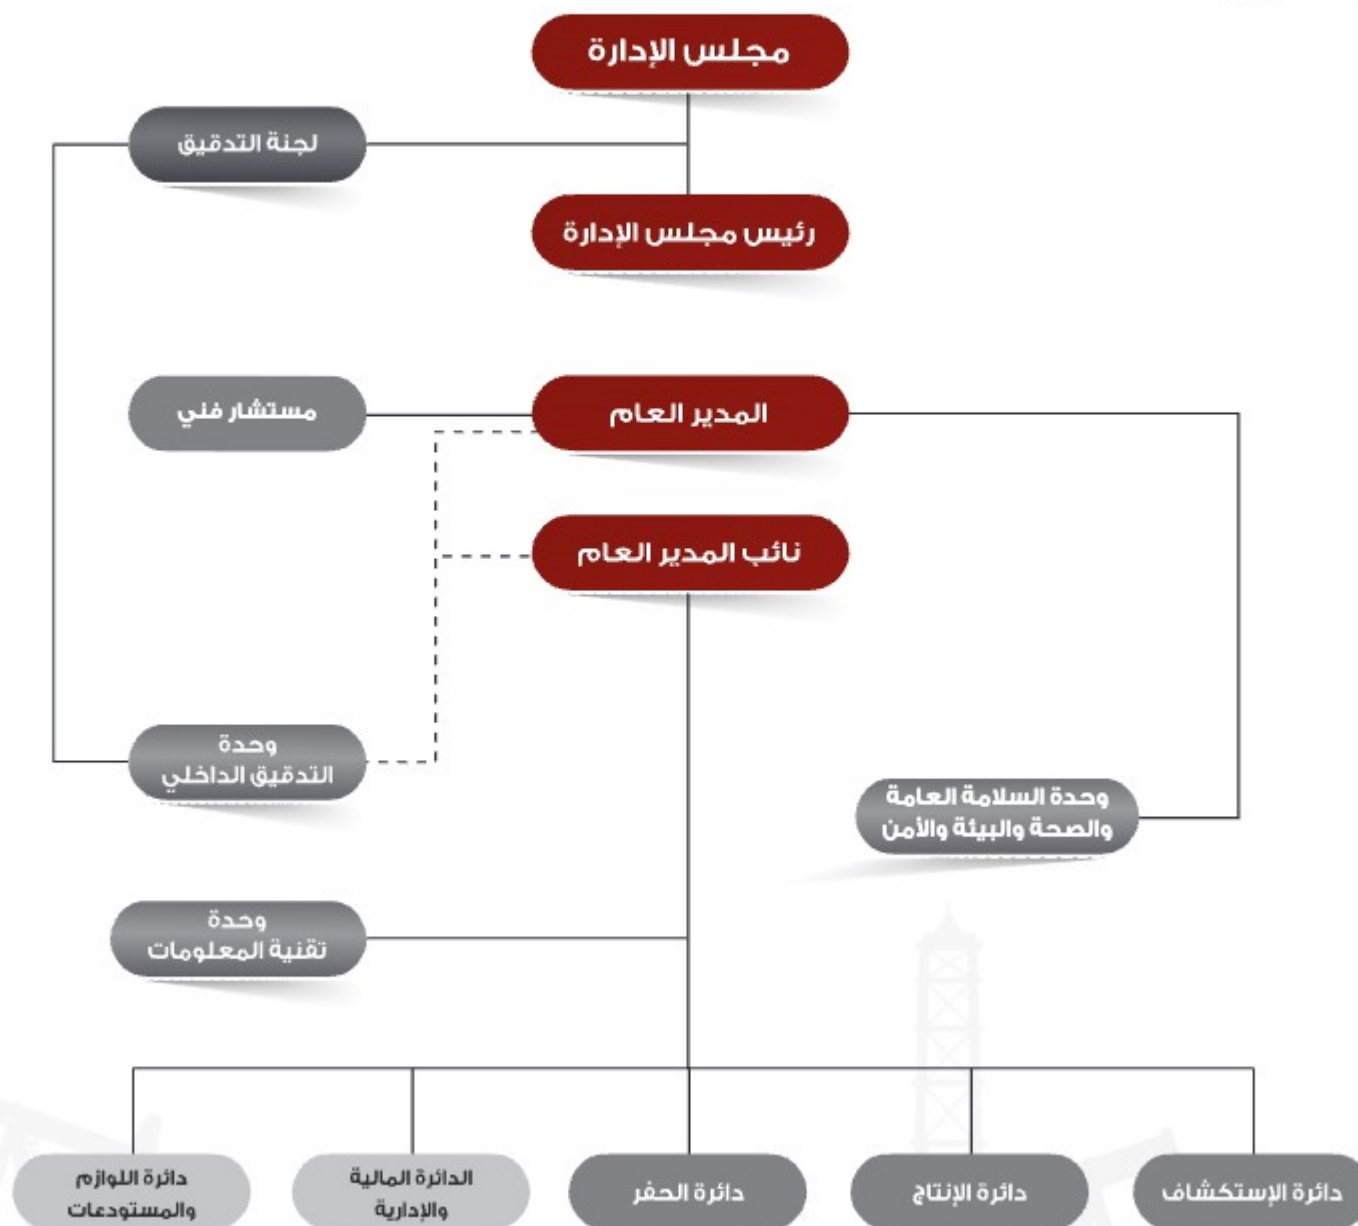 مجلس الإدارة
لجنة التدقيق
رئيس مجلس الإدارة
المدير العام
مستشار فني
نائب المدير العام
وحدة
التدقيق الداخلي
وحدة السلامة العامة
والصحة والبيئة والأمن
وحدة
تقنية المعلومات
دائرة الإستكشاف
دائرة الإنتاج
دائرة الحفر
الدائرة المالية
والإدارية
دائرة اللوازم
والمستودعات